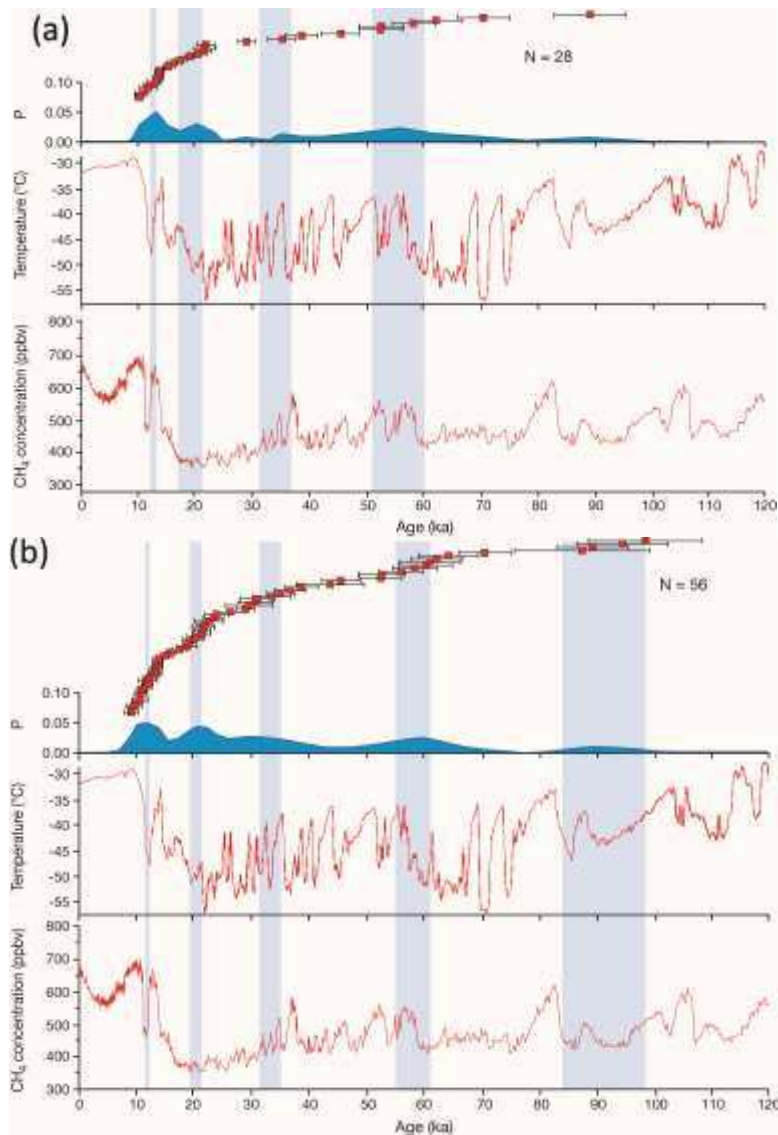 (a)
N = 28
0.10
0.05
0.00
P
-30
-35
-40
-45
-50
-55
Temperature (°C)
800
700
600
500
400
300
CH₄ concentration (ppbv)
0 10 20 30 40 50 60 70 80 90 100 110 120
Age (ka)
(b)
N = 56
0.10
0.05
0.00
P
-30
-35
-40
-45
-50
-55
Temperature (°C)
800
700
600
500
400
300
CH₄ concentration (ppbv)
0 10 20 30 40 50 60 70 80 90 100 110 120
Age (ka)